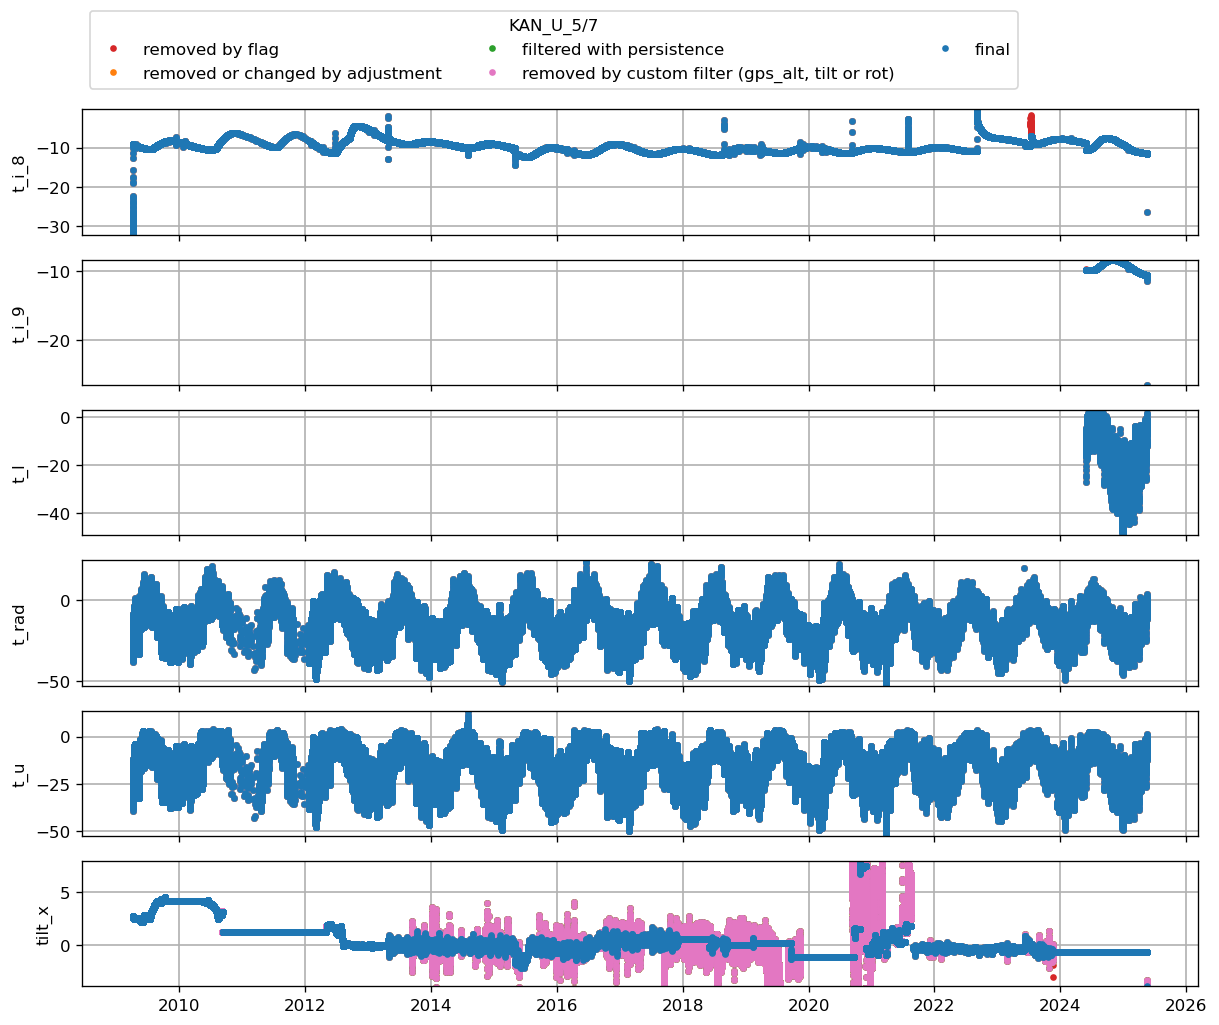 KAN_U_5/7
removed by flag
filtered with persistence
final
removed or changed by adjustment
removed by custom filter (gps_alt, tilt or rot)
t_i_8
−10
−20
−30
t_i_9
−10
−20
t_l
0
−20
−40
t_rad
0
−50
t_u
0
−25
−50
tilt_x
5
0
2010 2012 2014 2016 2018 2020 2022 2024 2026